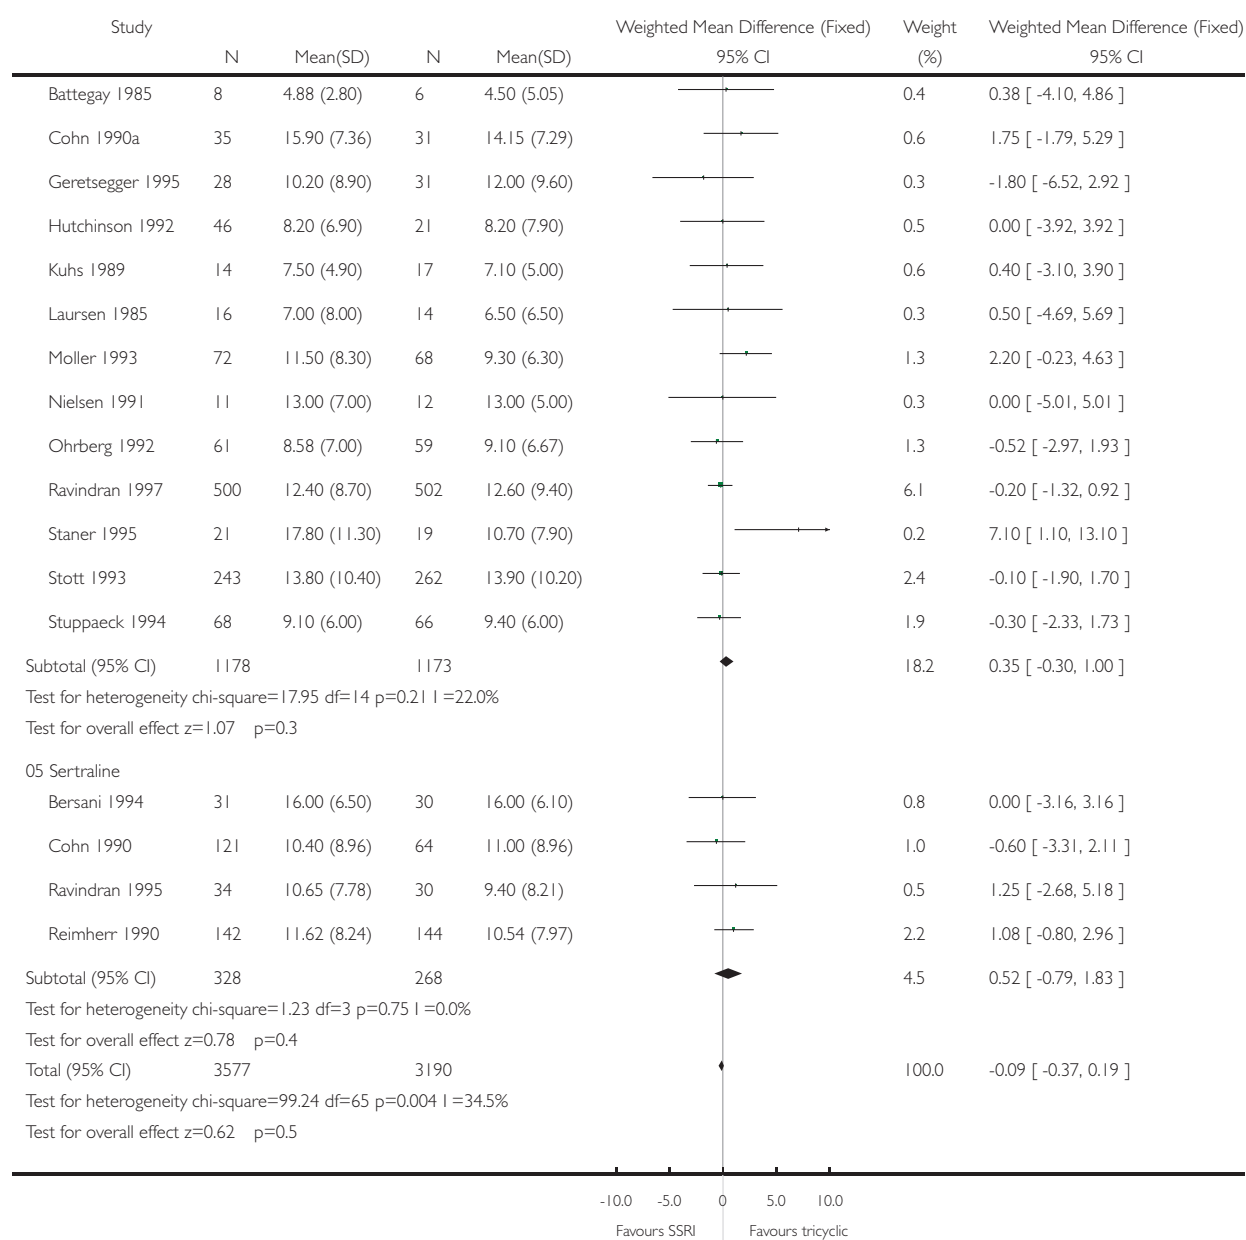 Study Weighted Mean Difference (Fixed) Weight Weighted Mean Difference (Fixed)
N Mean(SD) N Mean(SD) 95% CI (%) 95% CI
Battegay 1985 8 4.88 (2.80) 6 4.50 (5.05) 0.4 0.38 [ -4.10, 4.86 ]
Cohn 1990a 35 15.90 (7.36) 31 14.15 (7.29) 0.6 1.75 [ -1.79, 5.29 ]
Geretsegger 1995 28 10.20 (8.90) 31 12.00 (9.60) 0.3 -1.80 [ -6.52, 2.92 ]
Hutchinson 1992 46 8.20 (6.90) 21 8.20 (7.90) 0.5 0.00 [ -3.92, 3.92 ]
Kuhs 1989 14 7.50 (4.90) 17 7.10 (5.00) 0.6 0.40 [ -3.10, 3.90 ]
Laursen 1985 16 7.00 (8.00) 14 6.50 (6.50) 0.3 0.50 [ -4.69, 5.69 ]
Moller 1993 72 11.50 (8.30) 68 9.30 (6.30) 1.3 2.20 [ -0.23, 4.63 ]
Nielsen 1991 11 13.00 (7.00) 12 13.00 (5.00) 0.3 0.00 [ -5.01, 5.01 ]
Ohrberg 1992 61 8.58 (7.00) 59 9.10 (6.67) 1.3 -0.52 [ -2.97, 1.93 ]
Ravindran 1997 500 12.40 (8.70) 502 12.60 (9.40) 6.1 -0.20 [ -1.32, 0.92 ]
Staner 1995 21 17.80 (11.30) 19 10.70 (7.90) 0.2 7.10 [ 1.10, 13.10 ]
Stott 1993 243 13.80 (10.40) 262 13.90 (10.20) 2.4 -0.10 [ -1.90, 1.70 ]
Stuppaeck 1994 68 9.10 (6.00) 66 9.40 (6.00) 1.9 -0.30 [ -2.33, 1.73 ]
Subtotal (95% CI) 1178 1173 18.2 0.35 [ -0.30, 1.00 ]
Test for heterogeneity chi-square=17.95 df=14 p=0.21 I =22.0%
Test for overall effect z=1.07 p=0.3
05 Sertraline
Bersani 1994 31 16.00 (6.50) 30 16.00 (6.10) 0.8 0.00 [ -3.16, 3.16 ]
Cohn 1990 121 10.40 (8.96) 64 11.00 (8.96) 1.0 -0.60 [ -3.31, 2.11 ]
Ravindran 1995 34 10.65 (7.78) 30 9.40 (8.21) 0.5 1.25 [ -2.68, 5.18 ]
Reimherr 1990 142 11.62 (8.24) 144 10.54 (7.97) 2.2 1.08 [ -0.80, 2.96 ]
Subtotal (95% CI) 328 268 4.5 0.52 [ -0.79, 1.83 ]
Test for heterogeneity chi-square=1.23 df=3 p=0.75 I =0.0%
Test for overall effect z=0.78 p=0.4
Total (95% CI) 3577 3190 100.0 -0.09 [ -0.37, 0.19 ]
Test for heterogeneity chi-square=99.24 df=65 p=0.004 I =34.5%
Test for overall effect z=0.62 p=0.5
-10.0 -5.0 0 5.0 10.0
Favours SSRI Favours tricyclic